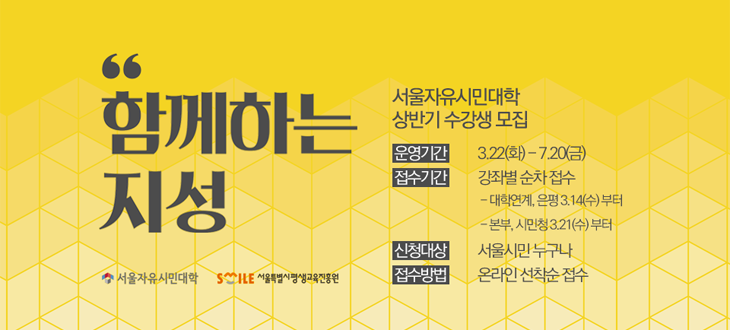 “
함께하는
지성
서울자유시민대학
SMILE 서울특별시평생교육진흥원
서울자유시민대학
상반기 수강생 모집
운영기간 3.22(화) - 7.20(금)
접수기간 강좌별 순차 접수
- 대학연계, 은평 3.14(수) 부터
- 본부, 시민청 3.21(수) 부터
신청대상 서울시민 누구나
접수방법 온라인 선착순 접수